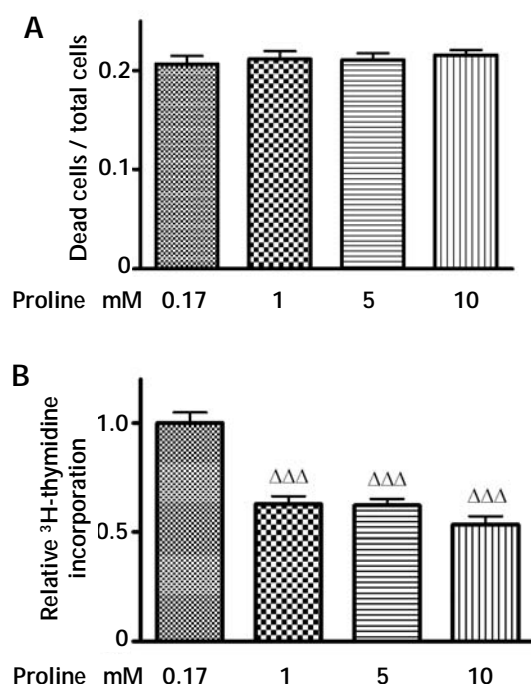 A
Dead cells / total cells
0.2
0.1
0
Proline mM 0.17 1 5 10
B
Relative ³H-thymidine
incorporation
1.0
0.5
0
ΔΔΔ ΔΔΔ ΔΔΔ
Proline mM 0.17 1 5 10